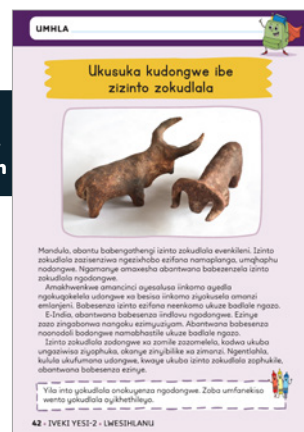 UMHLA
Ukusuka kudongwe ibe
zizinto zokudlala
Mandulo, abantu babengathengi izinto zokudlala evenkileni. Izinto
zokudlala zazisenziwa ngezixhobo ezifana namaplanga, umqhaphu
nodongwe. Ngamanye amaxesha abantwana babezenzela izinto
zokudlala ngodongwe.
Amakhwenkwe amancinci ayesalusa iinkomo ayedla
ngokuqokelela udongwe xa besisa iinkomo ziyokusela amanzi
emlanjeni. Babesenza izinto ezifana neenkomo ukuze badlale ngazo.
E-India, abantwana babesenza iindlovu ngodongwe. Ezinye
zazo zingabonwa nangoku ezimyuziyam. Abantwana babesenza
noonodoli bodongwe namabhastile ukuze badlale ngazo.
Izinto zokudlala zodongwe xa zomile zazomelela, kodwa ukuba
ungaziwisa ziyophuka, okanye zinyibilike xa zimanzi. Ngentlahla,
kulula ukufumana udongwe, kwaye ukuba izinto zokudlala zophukile,
abantwana babesenza ezinye.
Yila into yokudlala onokuyenza ngodongwe. Zoba umfanekiso
wento yokudlala oyikhethileyo.
42 • IVEKI YESI-2 • LWESIHLANU